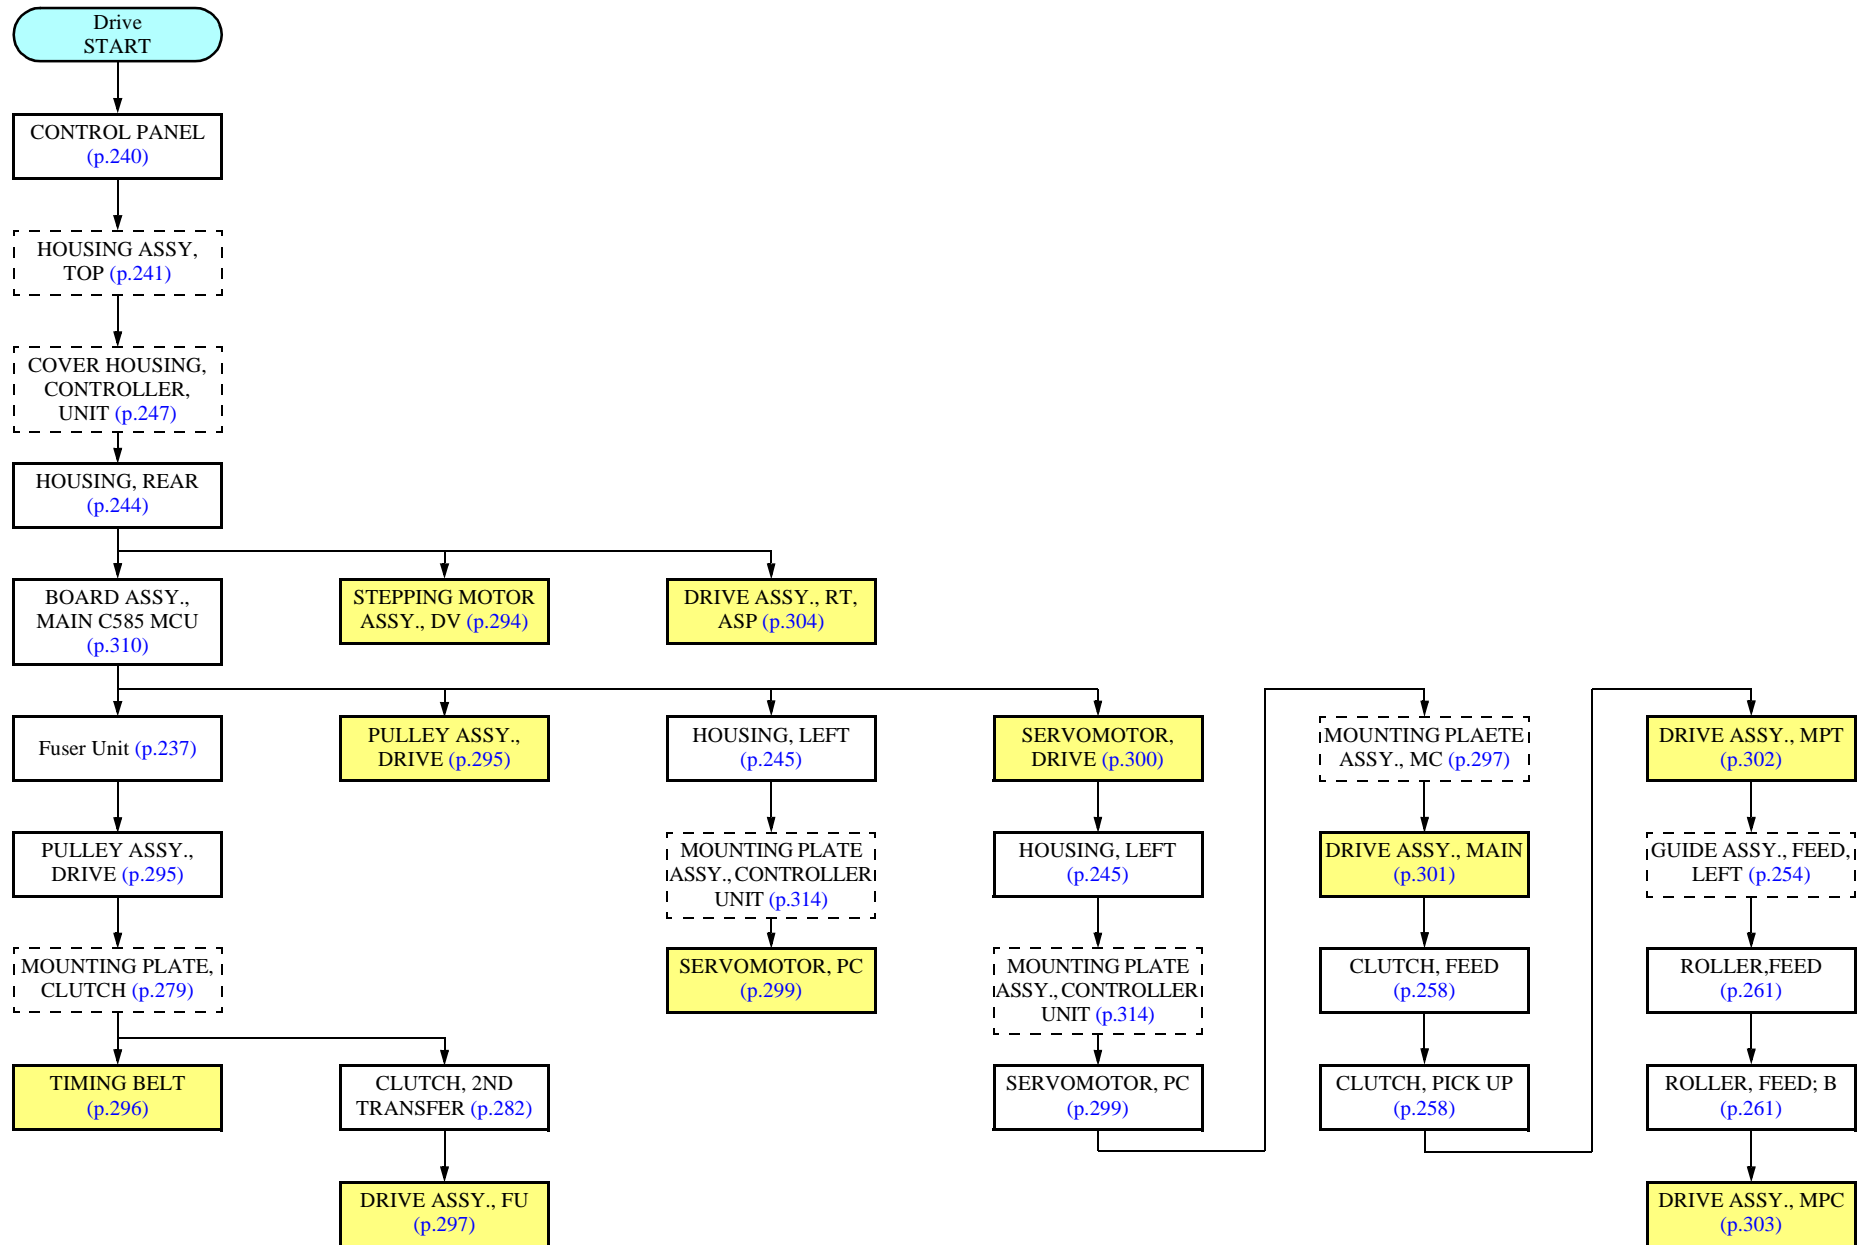 Drive
START
CONTROL PANEL
(p.240)
HOUSING ASSY,
TOP (p.241)
COVER HOUSING,
CONTROLLER,
UNIT (p.247)
HOUSING, REAR
(p.244)
BOARD ASSY.,
MAIN C585 MCU
(p.310)
STEPPING MOTOR
ASSY., DV (p.294)
DRIVE ASSY., RT,
ASP (p.304)
Fuser Unit (p.237)
PULLEY ASSY.,
DRIVE (p.295)
HOUSING, LEFT
(p.245)
SERVOMOTOR,
DRIVE (p.300)
MOUNTING PLAETE
ASSY., MC (p.297)
DRIVE ASSY., MPT
(p.302)
PULLEY ASSY.,
DRIVE (p.295)
MOUNTING PLATE
ASSY., CONTROLLER
UNIT (p.314)
HOUSING, LEFT
(p.245)
DRIVE ASSY., MAIN
(p.301)
GUIDE ASSY., FEED,
LEFT (p.254)
MOUNTING PLATE,
CLUTCH (p.279)
SERVOMOTOR, PC
(p.299)
MOUNTING PLATE
ASSY., CONTROLLER
UNIT (p.314)
CLUTCH, FEED
(p.258)
ROLLER,FEED
(p.261)
TIMING BELT
(p.296)
CLUTCH, 2ND
TRANSFER (p.282)
SERVOMOTOR, PC
(p.299)
CLUTCH, PICK UP
(p.258)
ROLLER, FEED; B
(p.261)
DRIVE ASSY., FU
(p.297)
DRIVE ASSY., MPC
(p.303)